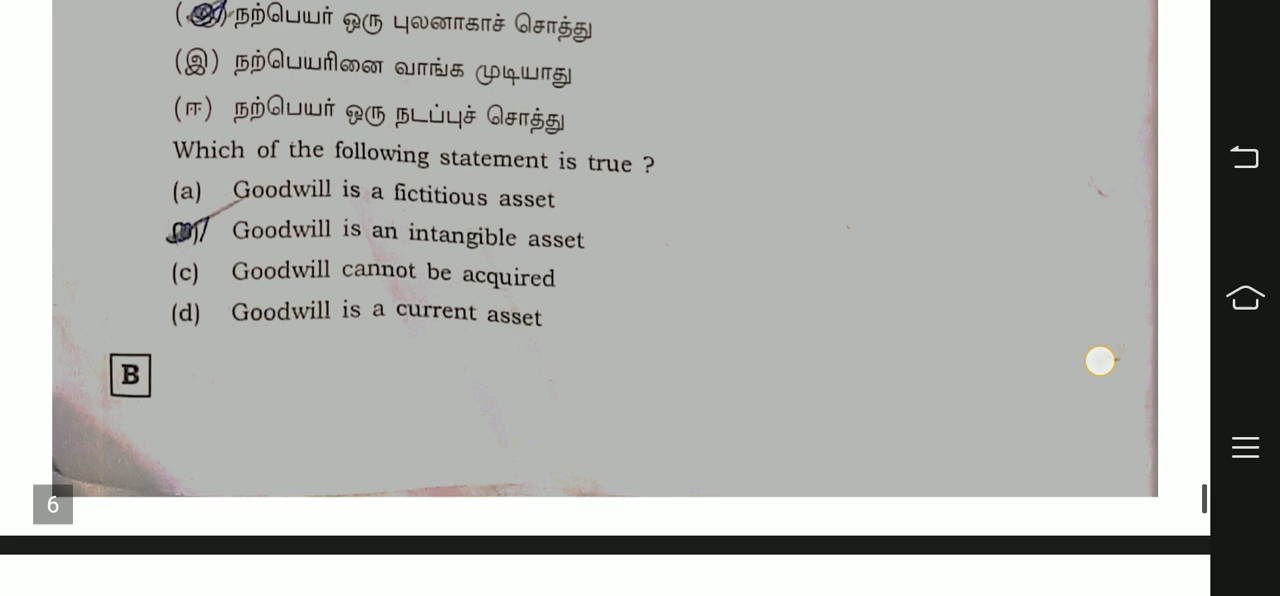 நற்பெயர் ஒரு புலனாகாச் சொத்து
(இ) நற்பெயரினை வாங்க முடியாது
(ஈ) நற்பெயர் ஒரு நடப்புச் சொத்து
Which of the following statement is true ?
(a) Goodwill is a fictitious asset
Goodwill is an intangible asset
(c) Goodwill cannot be acquired
(d) Goodwill is a current asset
B
6